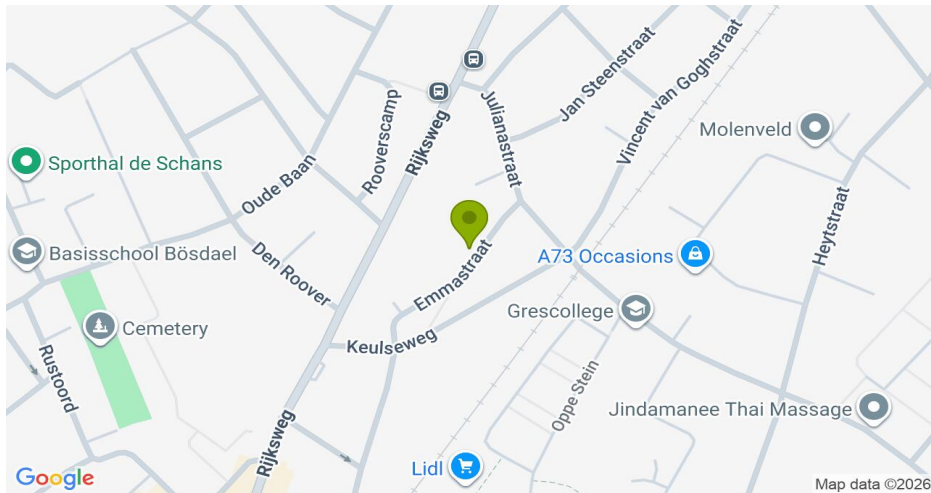 Jan Steenstraat
Vincent van Goghstraat
Julianastraat
Rooverscamp
Rijksweg
Molenveld
Sporthal de Schans
Oude Baan
Heytstraat
Basisschool Bösdael
Den Roover
Emmastraat
A73 Occasions
Grescollege
Cemetery
Keulseweg
Rustoord
Oppe Stein
Jindamanee Thai Massage
Rijksweg
Lidl
Google
Map data ©2026